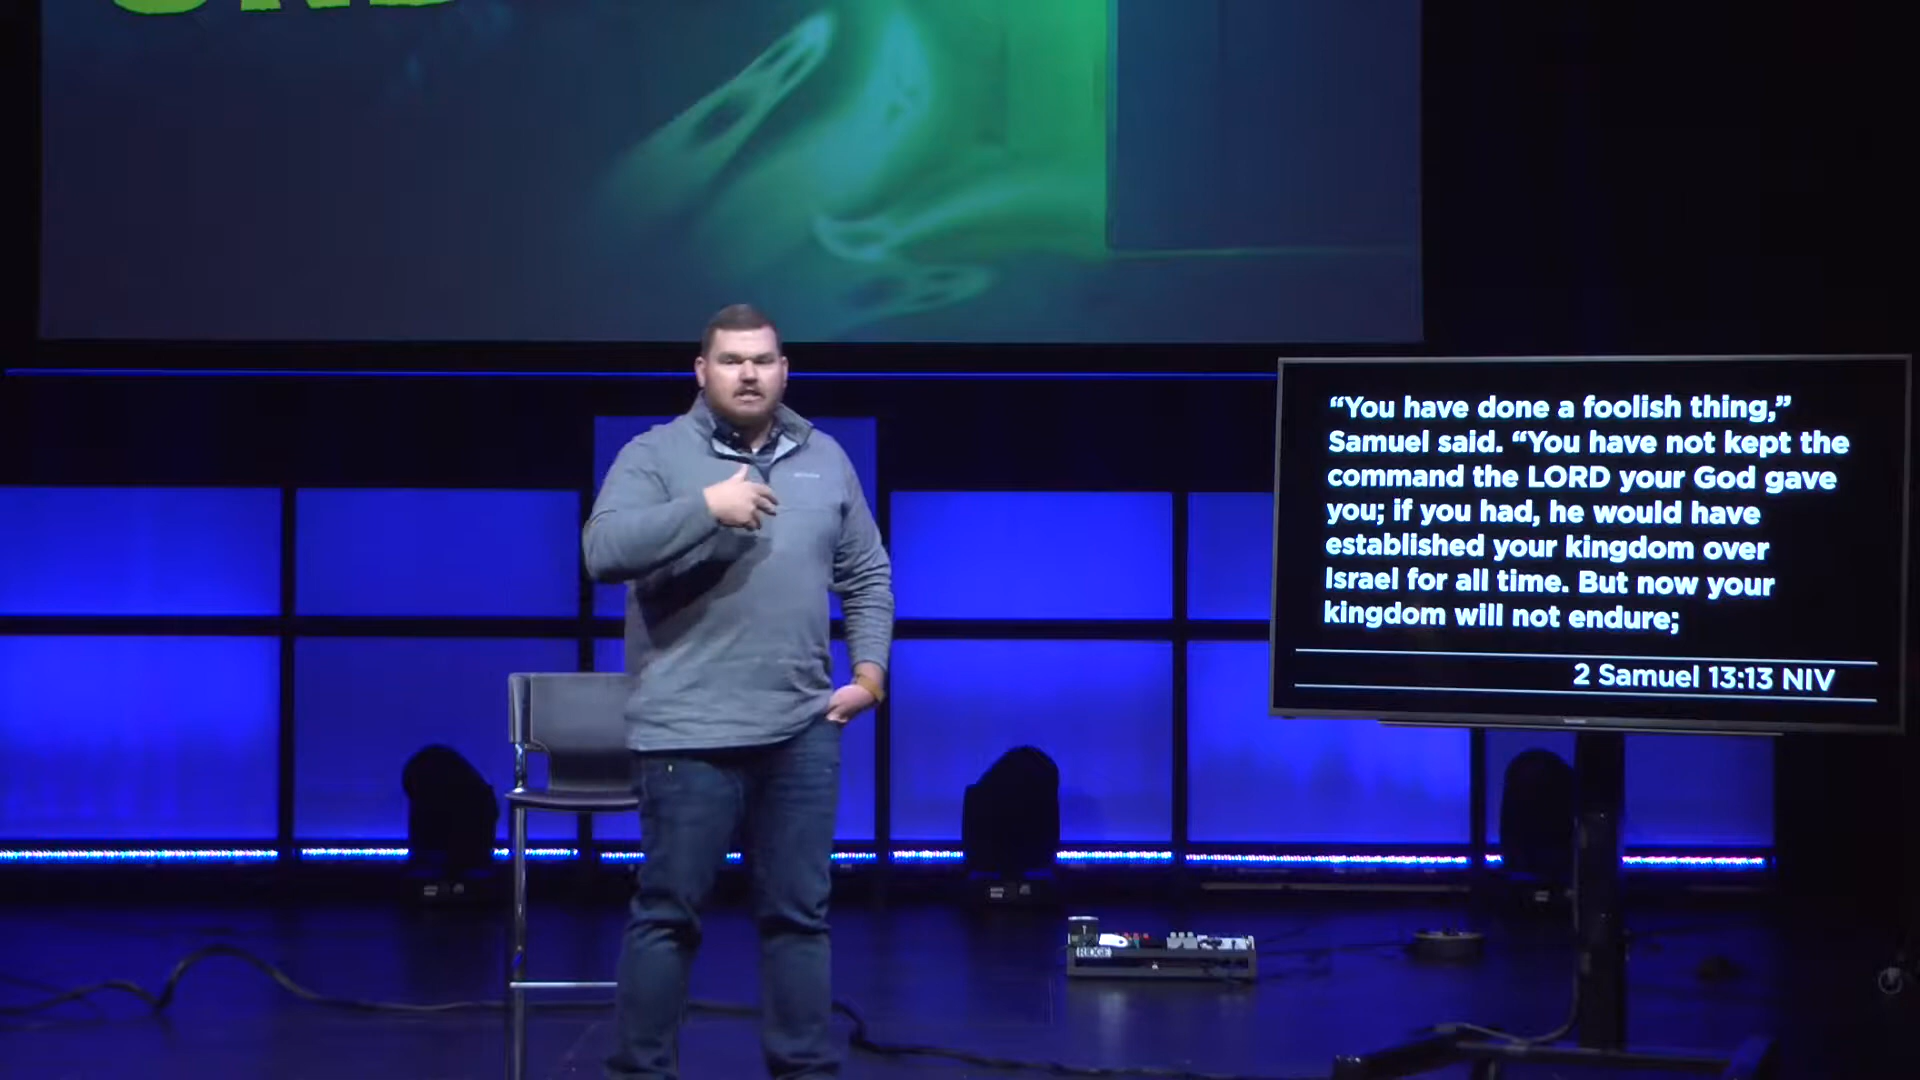 “You have done a foolish thing,”
Samuel said. “You have not kept the
command the LORD your God gave
you; if you had, he would have
established your kingdom over
Israel for all time. But now your
kingdom will not endure;
2 Samuel 13:13 NIV
RIDGE